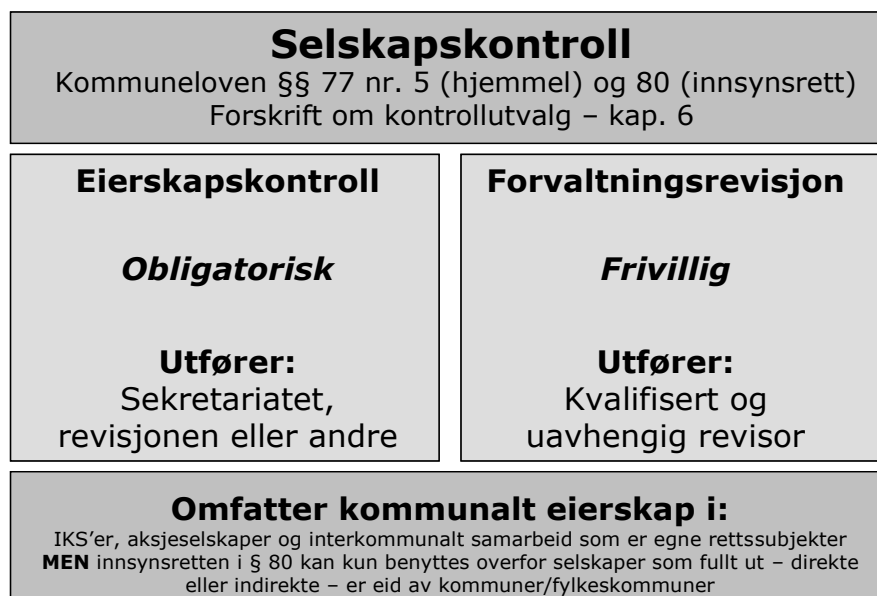 Selskapskontroll
Kommuneloven §§ 77 nr. 5 (hjemmel) og 80 (innsynsrett)
Forskrift om kontrollutvalg – kap. 6
Eierskapskontroll
Obligatorisk
Utfører:
Sekretariatet,
revisjonen eller andre
Forvaltningsrevisjon
Frivillig
Utfører:
Kvalifisert og
uavhengig revisor
Omfatter kommunalt eierskap i:
IKS’er, aksjeselskaper og interkommunalt samarbeid som er egne rettssubjekter
MEN innsynsretten i § 80 kan kun benyttes overfor selskaper som fullt ut – direkte
eller indirekte – er eid av kommuner/fylkeskommuner